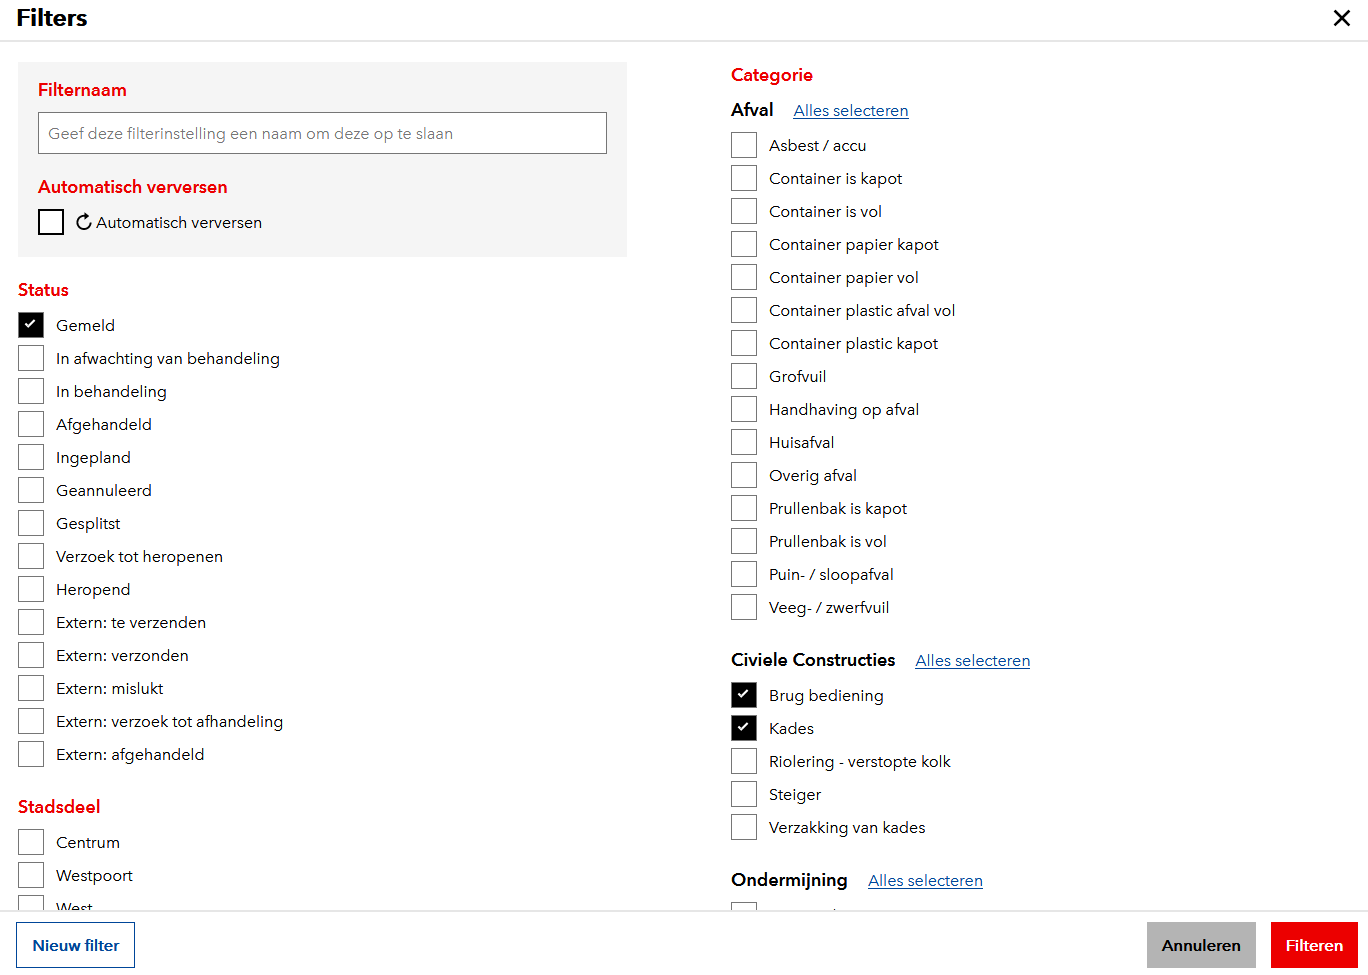 Filters
Filternaam
Geef deze filterinstelling een naam om deze op te slaan
Automatisch verversen
Automatisch verversen
Status
Gemeld
In afwachting van behandeling
In behandeling
Afgehandeld
Ingepland
Geannuleerd
Gesplitst
Verzoek tot heropenen
Heropend
Extern: te verzenden
Extern: verzonden
Extern: mislukt
Extern: verzoek tot afhandeling
Extern: afgehandeld
Stadsdeel
Centrum
Westpoort
West
Categorie
Afval Alles selecteren
Asbest / accu
Container is kapot
Container is vol
Container papier kapot
Container papier vol
Container plastic afval vol
Container plastic kapot
Grofvuil
Handhaving op afval
Huisafval
Overig afval
Prullenbak is kapot
Prullenbak is vol
Puin- / sloopafval
Veeg- / zwerfvuil
Civiele Constructies Alles selecteren
Brug bediening
Kades
Riolering - verstopte kolk
Steiger
Verzakking van kades
Ondermijning Alles selecteren
Nieuw filter
Annuleren
Filteren